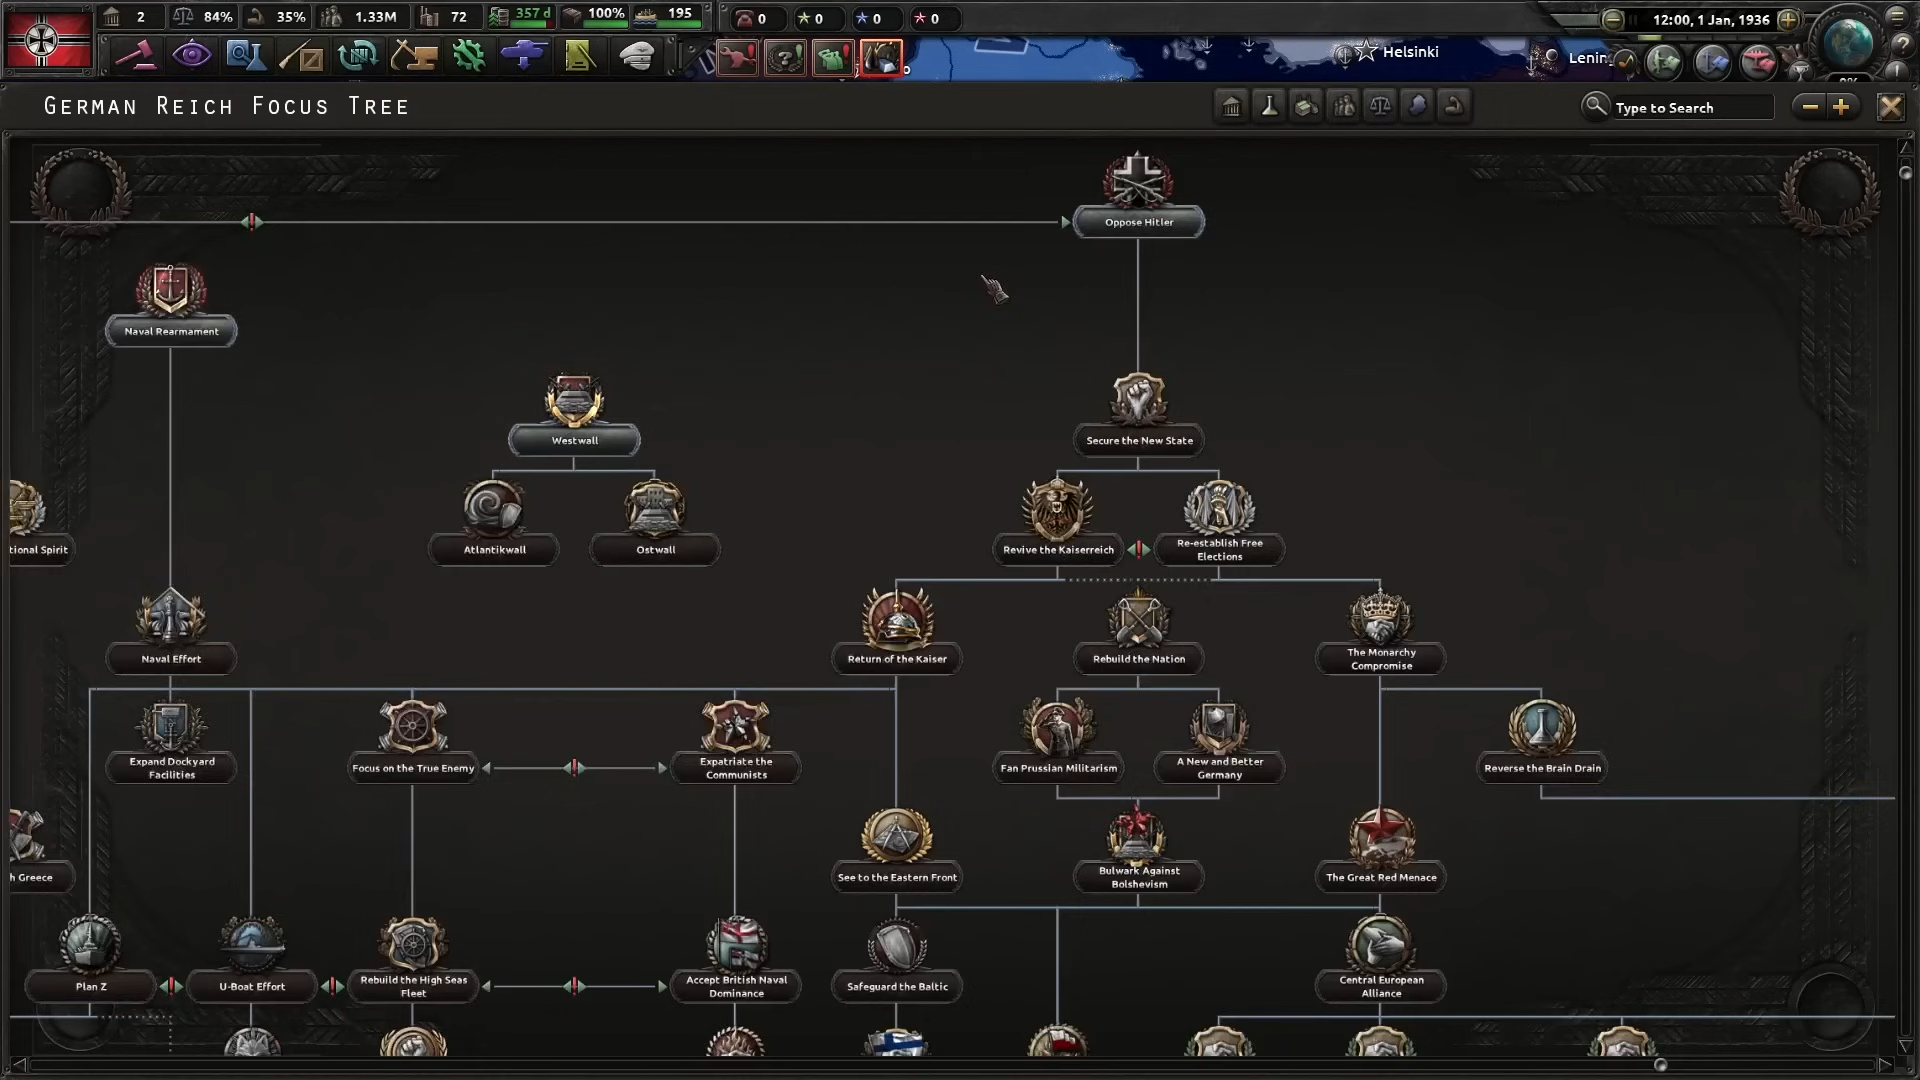 2
84%
35%
1.33M
72
357 d
100%
195
0
0
0
0
12:00, 1 Jan, 1936
Helsinki
Lenin
0%
GERMAN REICH FOCUS TREE
Type to Search
Oppose Hitler
Naval Rearmament
Westwall
Secure the New State
tional Spirit
Atlantikwall
Ostwall
Revive the Kaiserreich
Re-establish Free
Elections
Naval Effort
Return of the Kaiser
Rebuild the Nation
The Monarchy
Compromise
Expand Dockyard
Facilities
Focus on the True Enemy
Expatriate the
Communists
Fan Prussian Militarism
A New and Better
Germany
Reverse the Brain Drain
h Greece
See to the Eastern Front
Bulwark Against
Bolshevism
The Great Red Menace
Plan Z
U-Boat Effort
Rebuild the High Seas
Fleet
Accept British Naval
Dominance
Safeguard the Baltic
Central European
Alliance